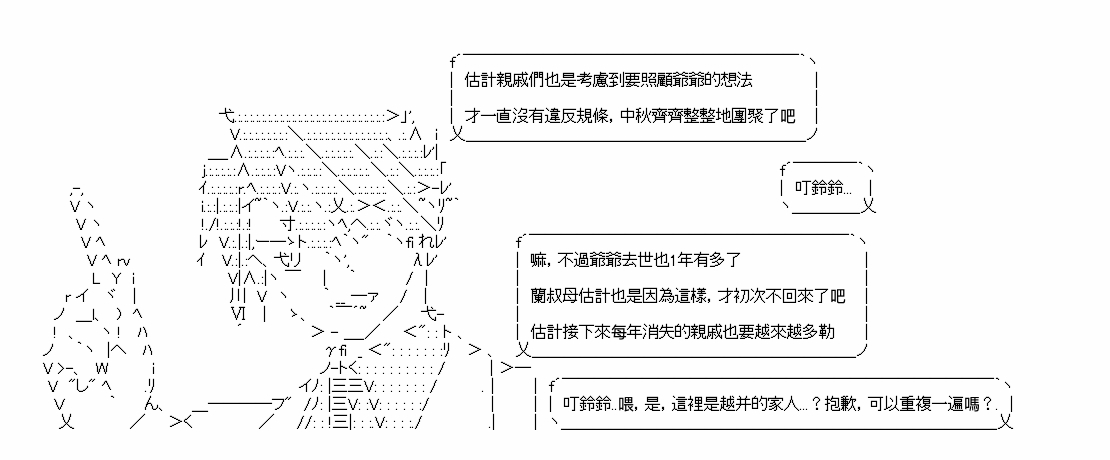 估計親戚們也是考慮到要照顧爺爺的想法
才一直沒有違反規條, 中秋齊齊整整地團聚了吧
叮鈴鈴...
嘛, 不過爺爺去世也1年有多了
蘭叔母估計也是因為這樣, 才初次不回來了吧
估計接下來每年消失的親戚也要越來越多勒
叮鈴鈴..喂, 是, 這裡是越并的家人...？抱歉, 可以重複一遍嗎？.